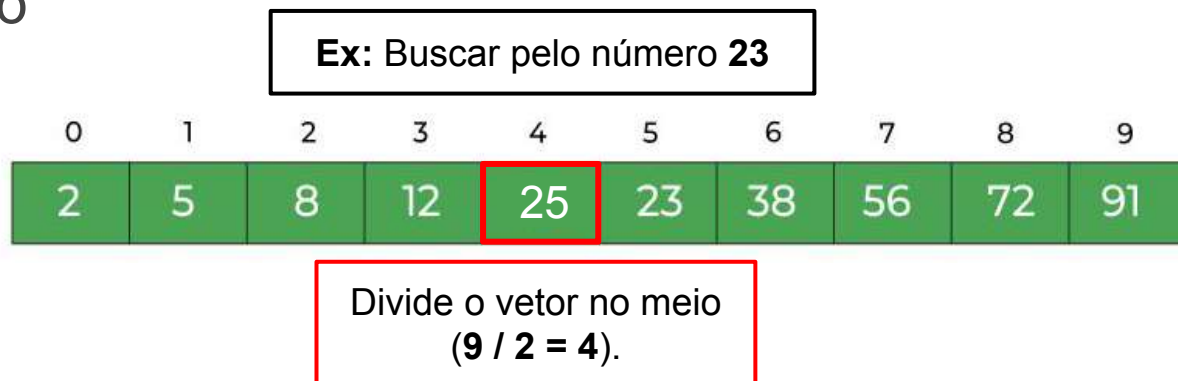 o
Ex: Buscar pelo número 23
0 1 2 3 4 5 6 7 8 9
2 5 8 12 25 23 38 56 72 91
Divide o vetor no meio
(9 / 2 = 4).